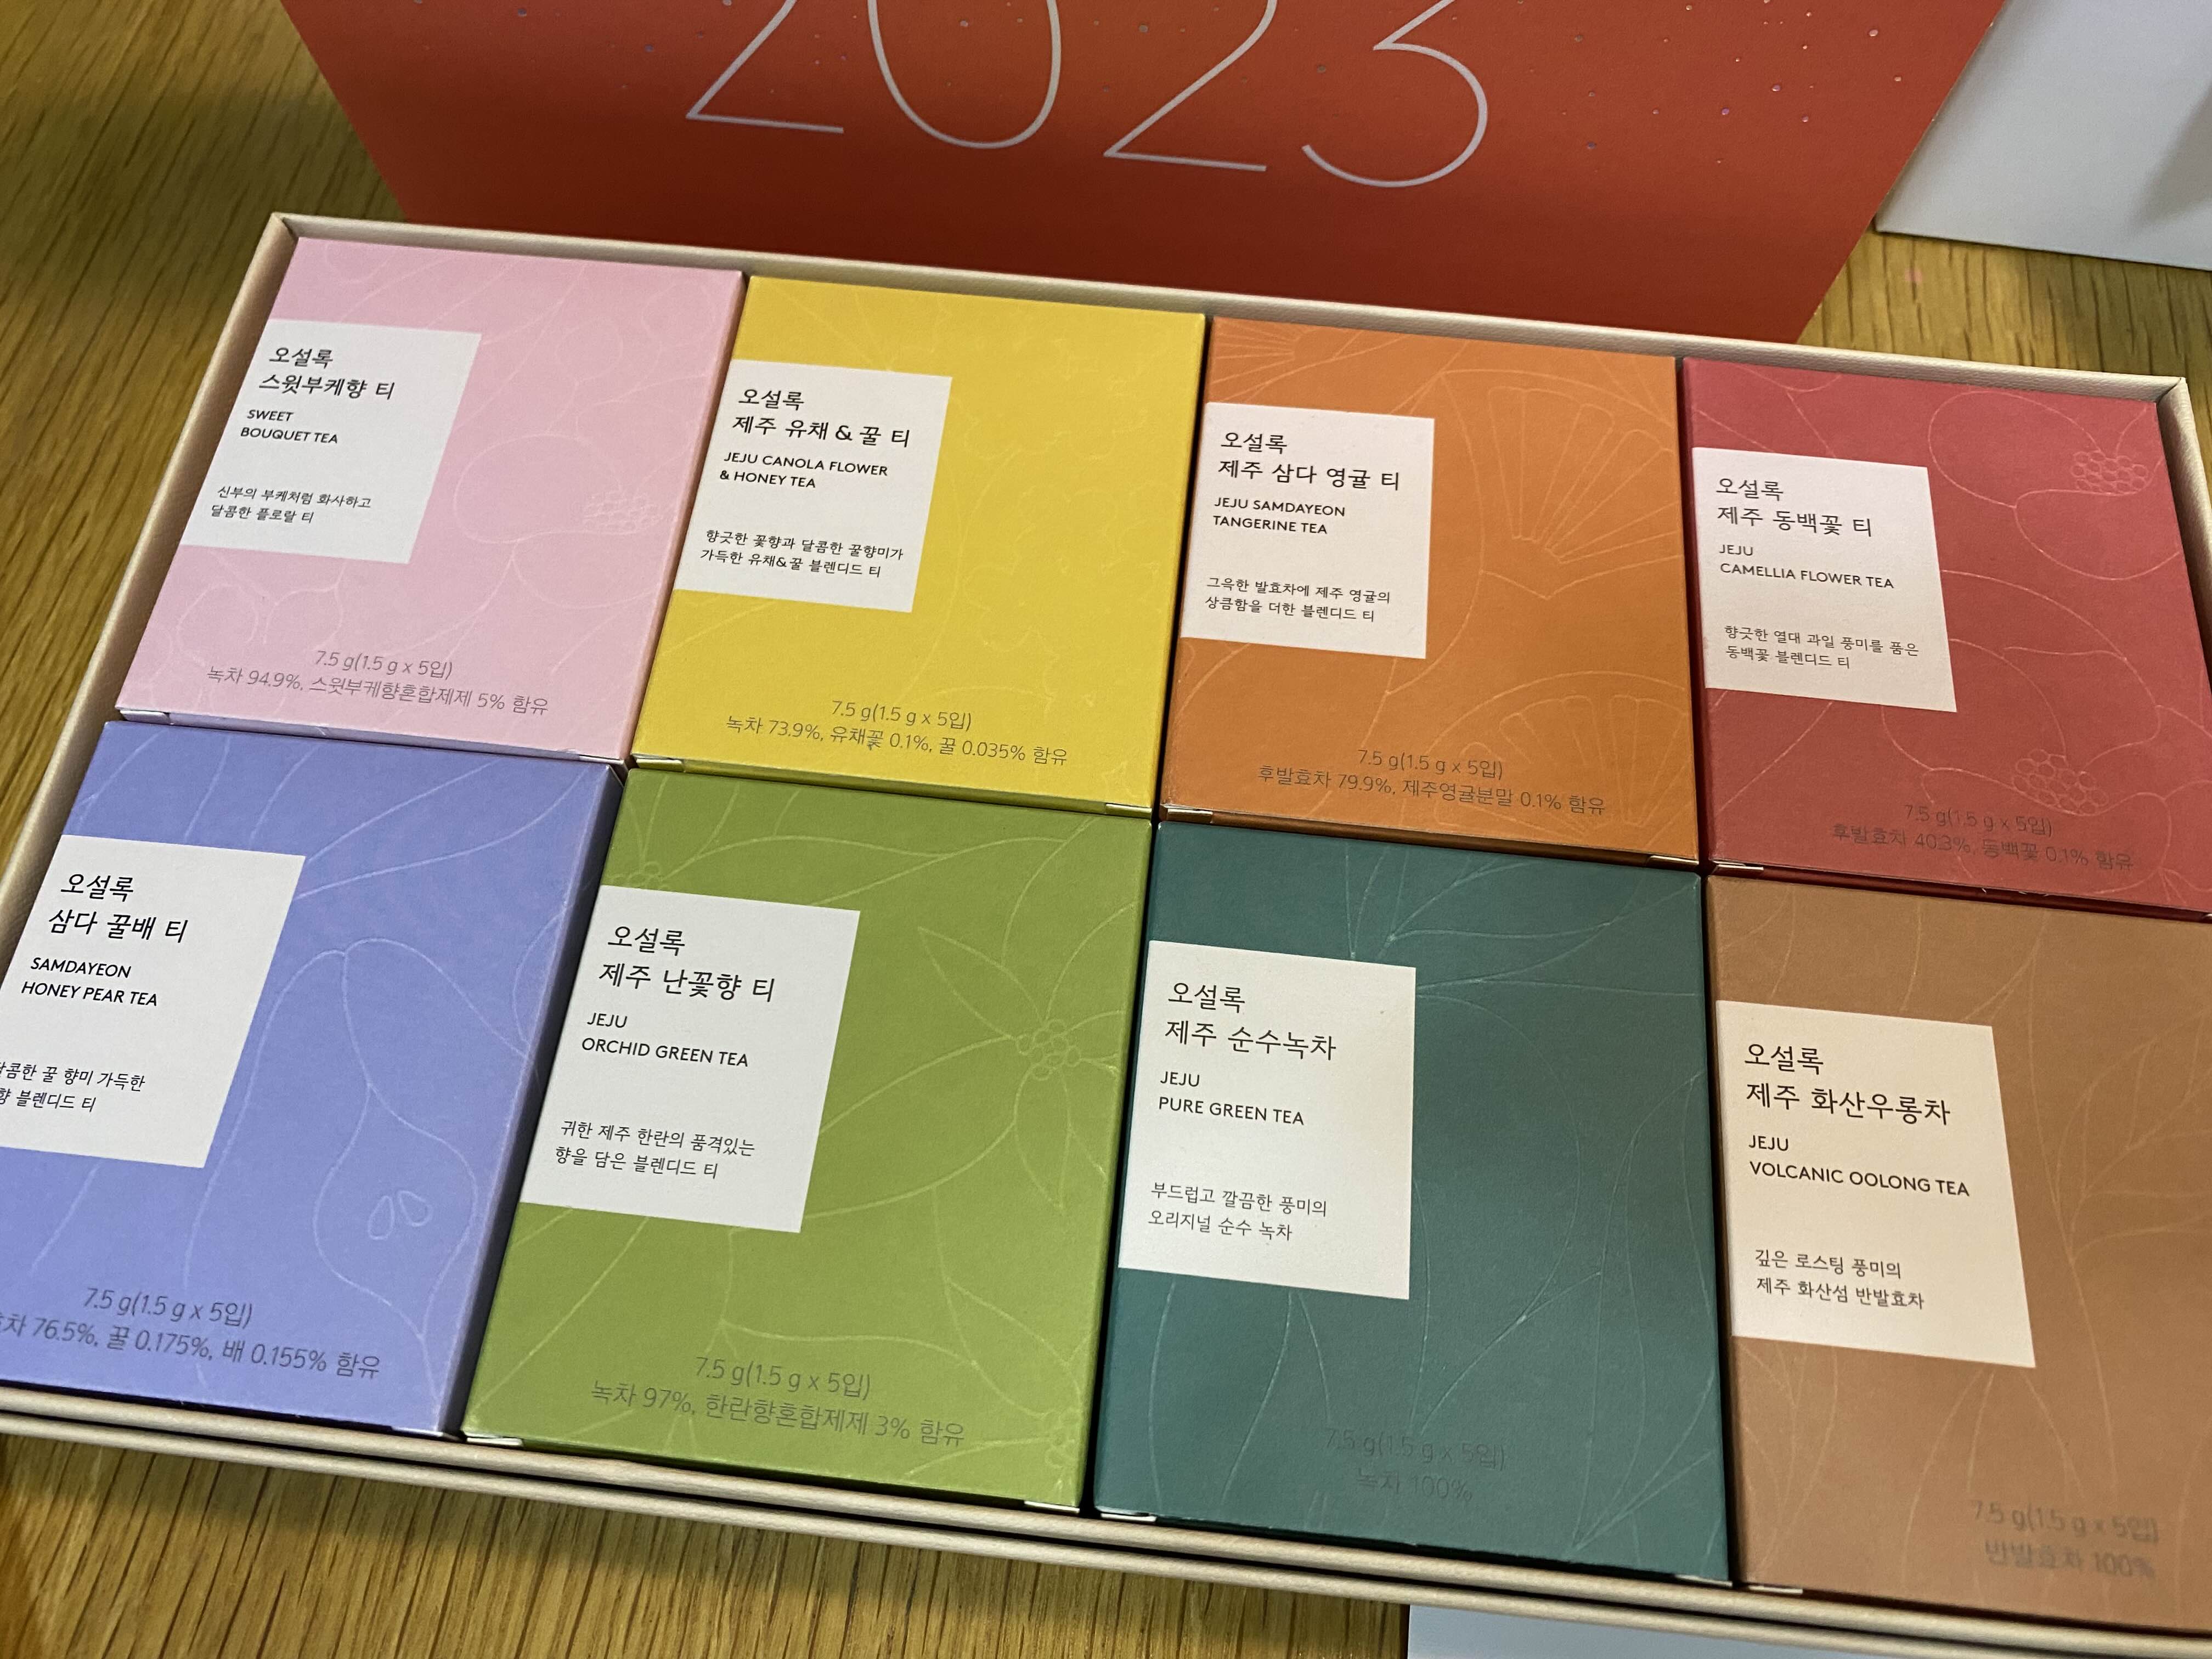 2023
오설록
스윗부케향 티
SWEET
BOUQUET TEA
신부의 부케처럼 화사하고
달콤한 플로랄 티
7.5 g(1.5 g x 5입)
녹차 94.9%, 스윗부케향혼합제제 5% 함유
오설록
제주 유채 & 꿀 티
JEJU CANOLA FLOWER
& HONEY TEA
향긋한 꽃향과 달콤한 꿀향미가
가득한 유채&꿀 블렌디드 티
7.5 g(1.5 g x 5입)
녹차 73.9%, 유채꽃 0.1%, 꿀 0.035% 함유
오설록
제주 삼다 영귤 티
JEJU SAMDAYEON
TANGERINE TEA
그윽한 발효차에 제주 영귤의
상큼함을 더한 블렌디드 티
7.5 g(1.5 g x 5입)
후발효차 79.9%, 제주영귤분말 0.1% 함유
오설록
제주 동백꽃 티
JEJU
CAMELLIA FLOWER TEA
향긋한 열대 과일 풍미를 품은
동백꽃 블렌디드 티
7.5 g(1.5 g x 5입)
후발효차 40.3%, 동백꽃 0.1% 함유
오설록
삼다 꿀배 티
SAMDAYEON
HONEY PEAR TEA
꿀 향미 가득한
블렌디드 티
7.5 g(1.5 g x 5입)
76.5%, 꿀 0.175%, 배 0.155% 함유
오설록
제주 난꽃향 티
JEJU
ORCHID GREEN TEA
귀한 제주 한란의 품격있는
향을 담은 블렌디드 티
7.5 g(1.5 g x 5입)
녹차 97%, 한란향혼합제제 3% 함유
오설록
제주 순수녹차
JEJU
PURE GREEN TEA
부드럽고 깔끔한 풍미의
오리지널 순수 녹차
7.5 g(1.5 g x 5입)
녹차 100%
오설록
제주 화산우롱차
JEJU
VOLCANIC OOLONG TEA
깊은 로스팅 풍미의
제주 화산섬 반발효차
7.5 g(1.5 g x 5입)
반발효차 100%